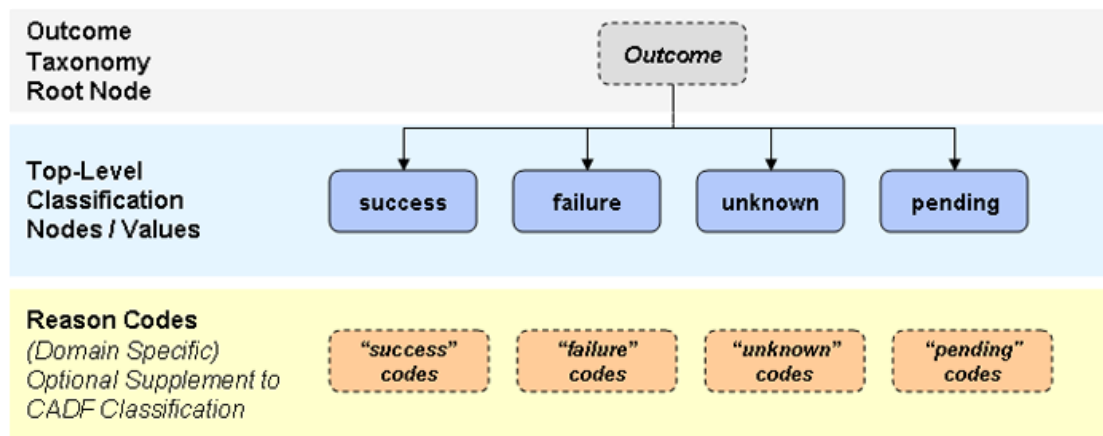 Outcome
Taxonomy
Root Node
Outcome
Top-Level
Classification
Nodes / Values
success
failure
unknown
pending
Reason Codes
(Domain Specific)
Optional Supplement to
CADF Classification
“success”
codes
“failure”
codes
“unknown”
codes
“pending”
codes